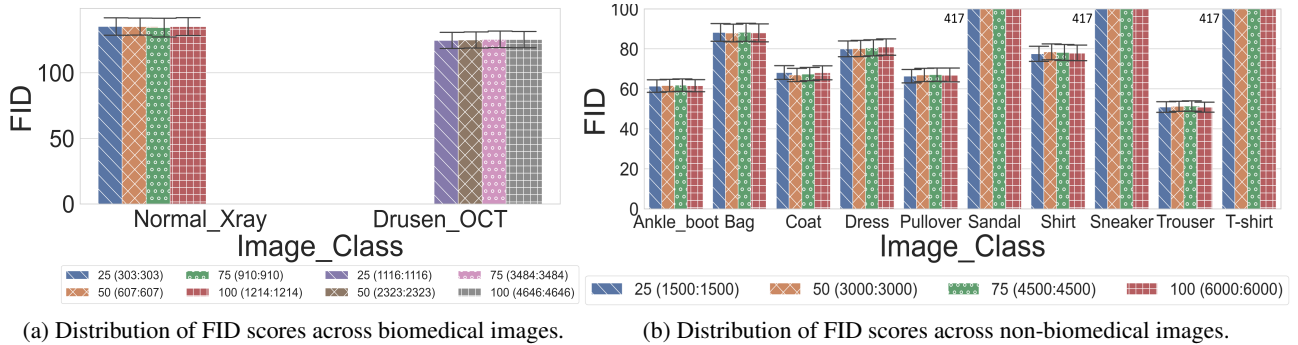 FID
100
50
0
Normal_Xray Drusen_OCT
Image_Class
25 (303:303) 75 (910:910) 25 (1116:1116) 75 (3484:3484)
50 (607:607) 100 (1214:1214) 50 (2323:2323) 100 (4646:4646)
(a) Distribution of FID scores across biomedical images.
FID
100
80
60
40
20
0
417 417 417
Ankle_boot Bag Coat Dress Pullover Sandal Shirt Sneaker Trouser T-shirt
Image_Class
25 (1500:1500) 50 (3000:3000) 75 (4500:4500) 100 (6000:6000)
(b) Distribution of FID scores across non-biomedical images.